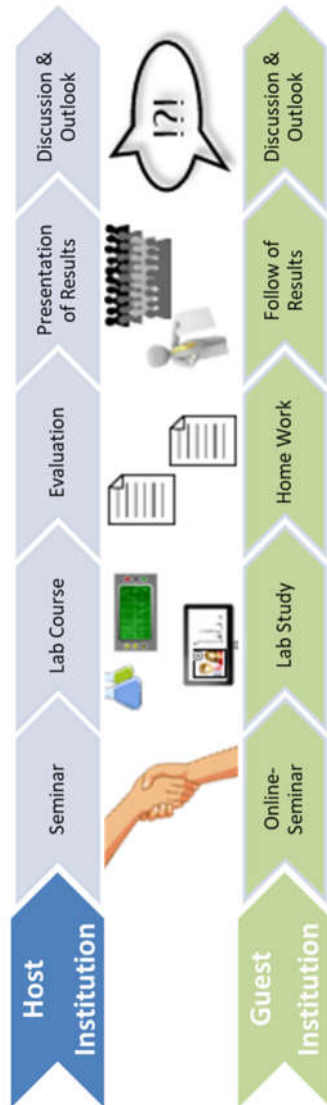 Host
Institution
Seminar
Lab Course
Evaluation
Presentation
of Results
Discussion &
Outlook
!?!
Guest
Institution
Online-
Seminar
Lab Study
Home Work
Follow of
Results
Discussion &
Outlook